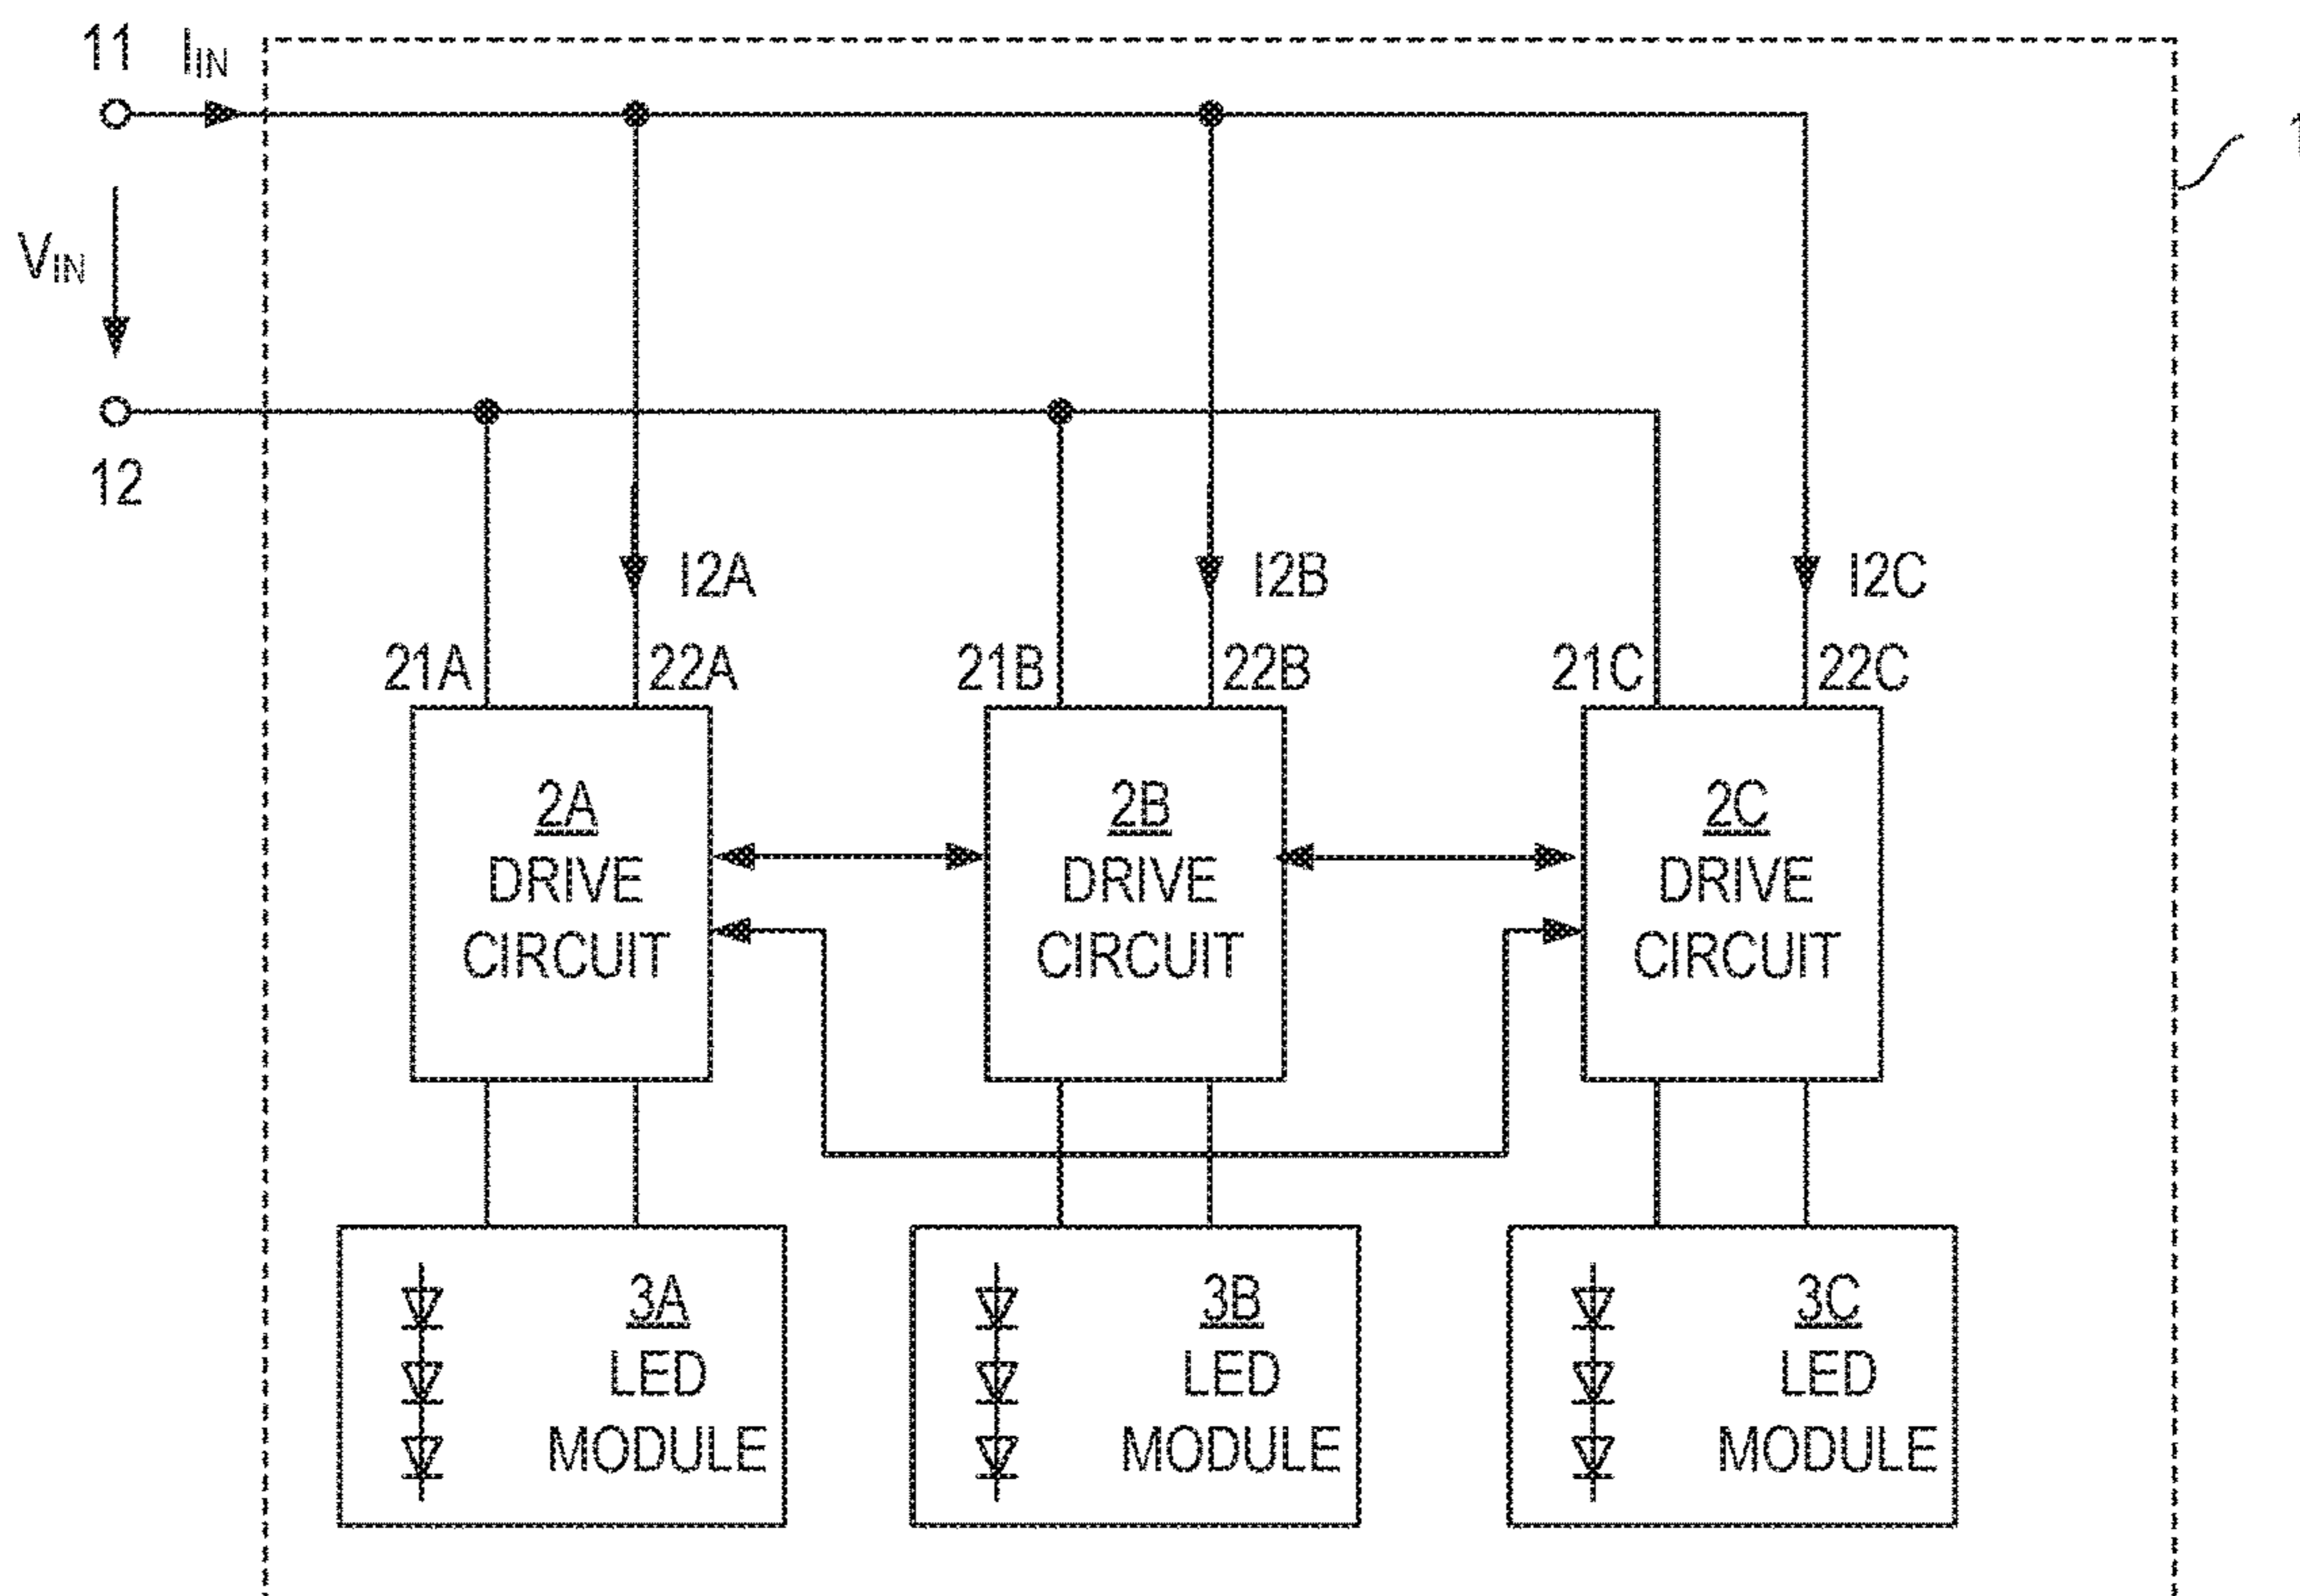 11 IIN
1
VIN
12
I2A I2B I2C
21A 22A 21B 22B 21C 22C
2A 2B 2C
DRIVE DRIVE DRIVE
CIRCUIT CIRCUIT CIRCUIT
3A 3B 3C
LED LED LED
MODULE MODULE MODULE